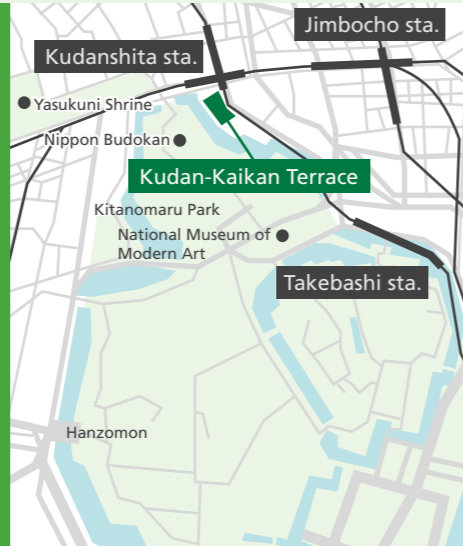 Jimbocho sta.
Kudanshita sta.
Yasukuni Shrine
Nippon Budokan
Kudan-Kaikan Terrace
Kitanomaru Park
National Museum of
Modern Art
Takebashi sta.
Hanzomon